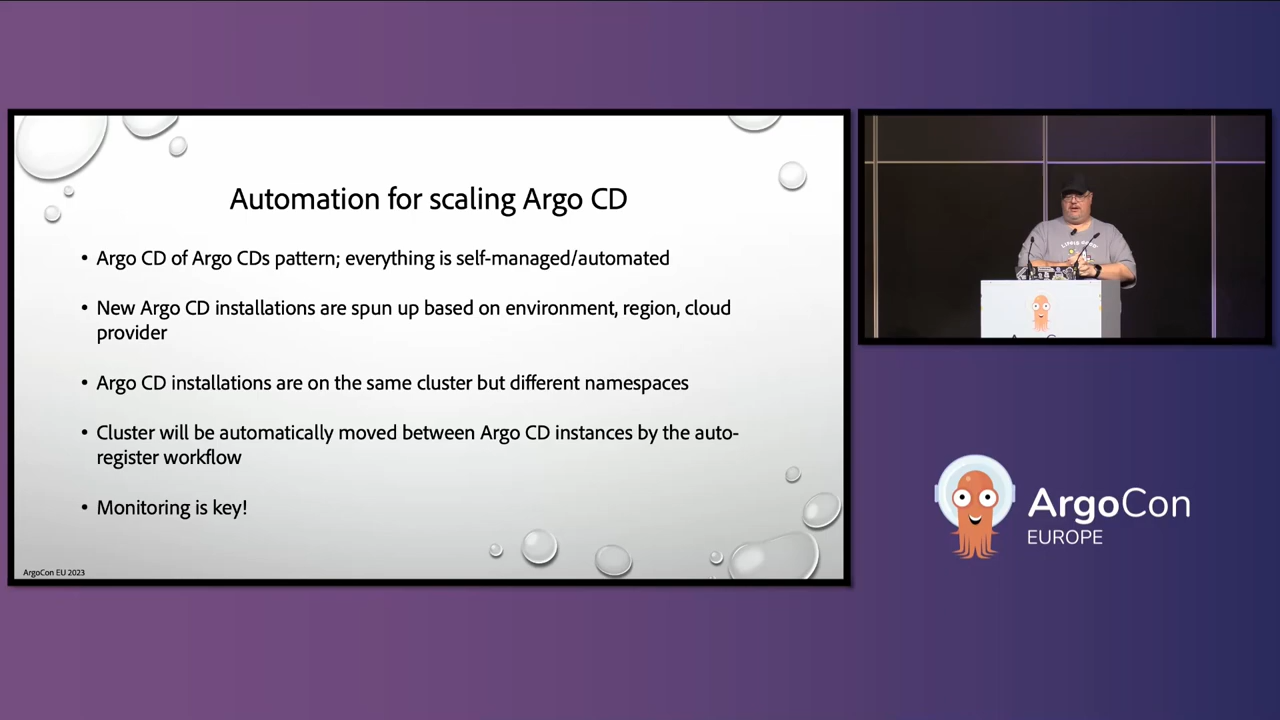 Automation for scaling Argo CD
• Argo CD of Argo CDs pattern; everything is self-managed/automated
• New Argo CD installations are spun up based on environment, region, cloud
provider
• Argo CD installations are on the same cluster but different namespaces
• Cluster will be automatically moved between Argo CD instances by the auto-
register workflow
• Monitoring is key!
ArgoCon EU 2023
ArgoCon
EUROPE